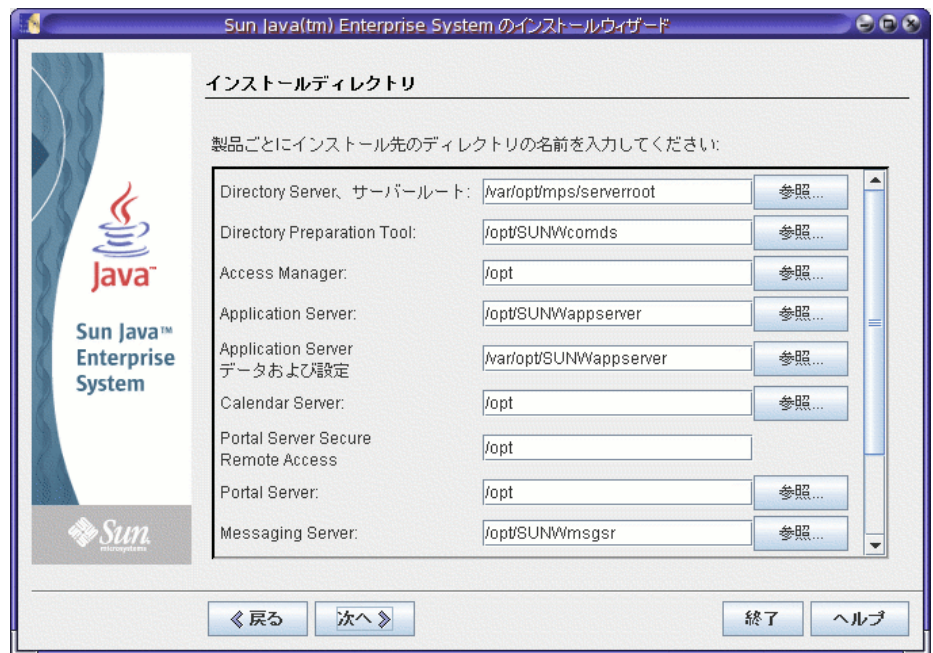 Sun Java(tm) Enterprise System のインストールウィザード
インストールディレクトリ
製品ごとにインストール先のディレクトリの名前を入力してください:
Directory Server、サーバールート: /var/opt/mps/serverroot 参照...
Directory Preparation Tool: /opt/SUNWcomds 参照...
Access Manager: /opt 参照...
Application Server: /opt/SUNWappserver 参照...
Application Server
データおよび設定 /var/opt/SUNWappserver 参照...
Calendar Server: /opt 参照...
Portal Server Secure
Remote Access /opt
Portal Server: /opt 参照...
Messaging Server: /opt/SUNWmsgsr 参照...
Java™
Sun Java™
Enterprise
System
Sun
microsystems
戻る 次へ 終了 ヘルプ